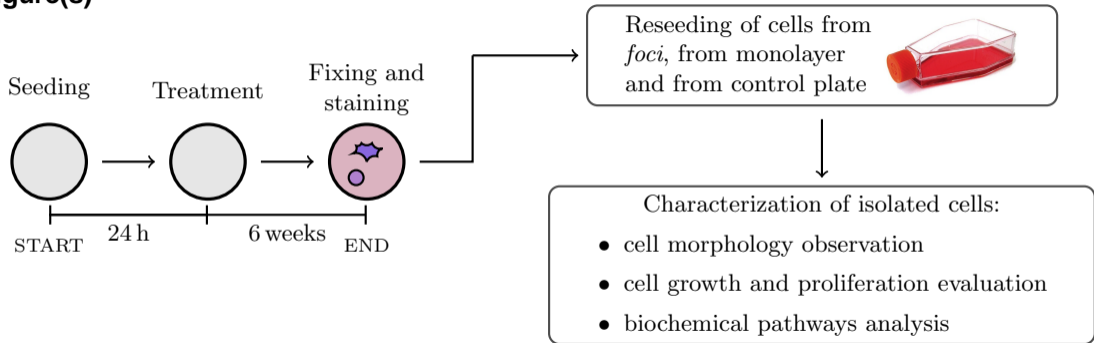 Seeding
Treatment
Fixing and
staining
24 h
6 weeks
START
END
Reseeding of cells from
foci, from monolayer
and from control plate
Characterization of isolated cells:
• cell morphology observation
• cell growth and proliferation evaluation
• biochemical pathways analysis